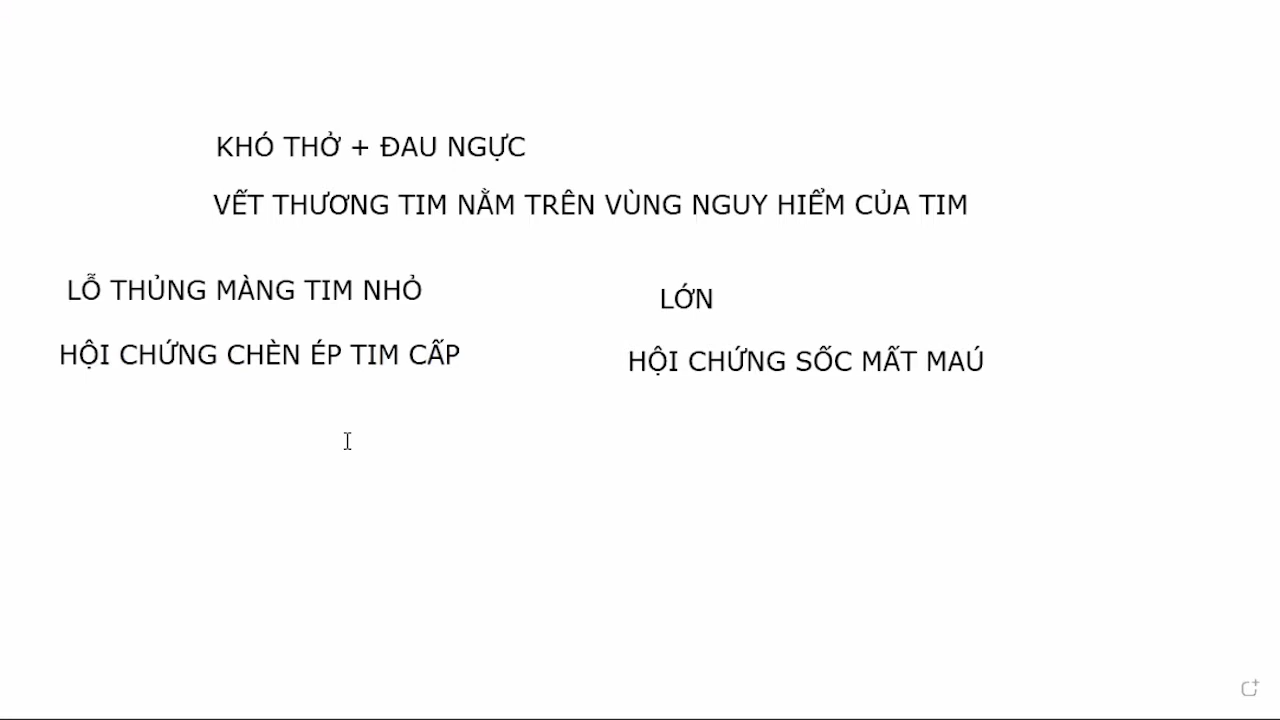 KHÓ THỞ + ĐAU NGỰC
VẾT THƯƠNG TIM NẰM TRÊN VÙNG NGUY HIỂM CỦA TIM
LỖ THỦNG MÀNG TIM NHỎ
LỚN
HỘI CHỨNG CHÈN ÉP TIM CẤP
HỘI CHỨNG SỐC MẤT MAÚ